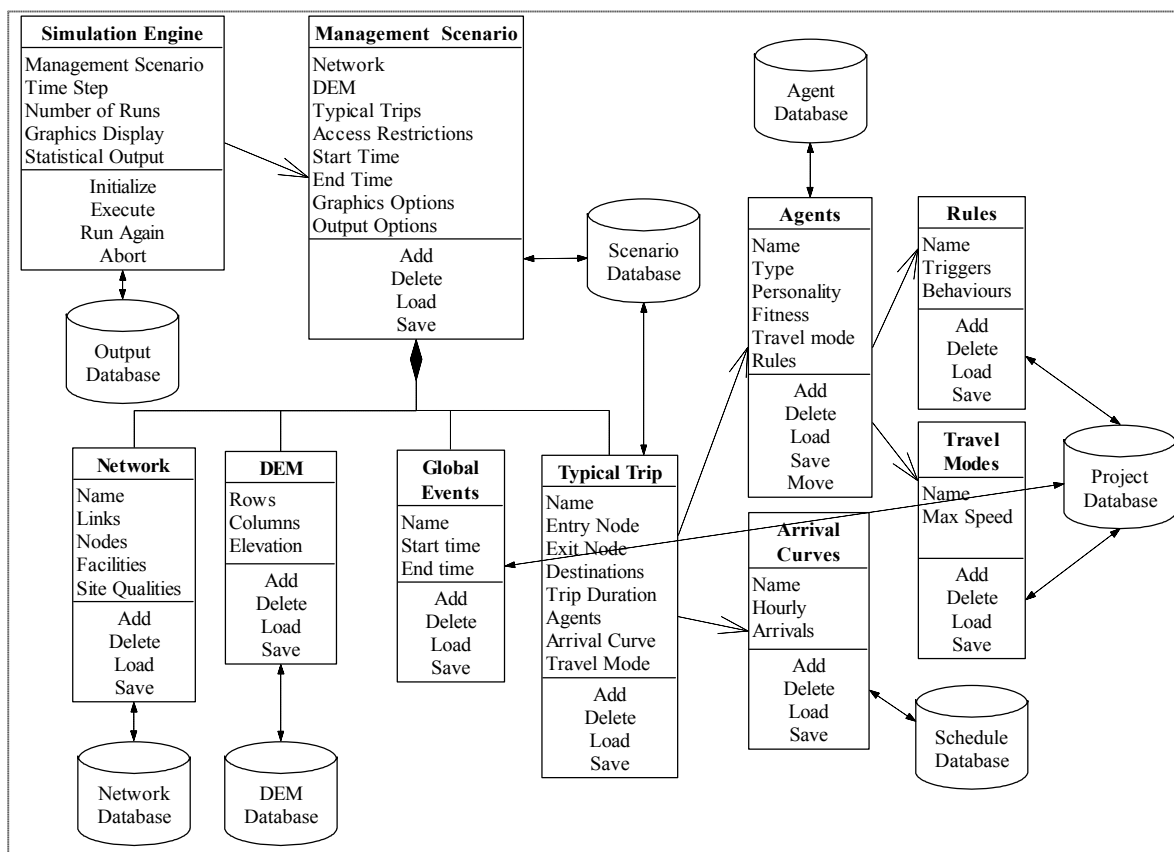 Simulation Engine
Management Scenario
Time Step
Number of Runs
Graphics Display
Statistical Output
Initialize
Execute
Run Again
Abort
Management Scenario
Network
DEM
Typical Trips
Access Restrictions
Start Time
End Time
Graphics Options
Output Options
Add
Delete
Load
Save
Agent
Database
Scenario
Database
Output
Database
Agents
Name
Type
Personality
Fitness
Travel mode
Rules
Add
Delete
Load
Save
Move
Rules
Name
Triggers
Behaviours
Add
Delete
Load
Save
Network
Name
Links
Nodes
Facilities
Site Qualities
Add
Delete
Load
Save
DEM
Rows
Columns
Elevation
Add
Delete
Load
Save
Global
Events
Name
Start time
End time
Add
Delete
Load
Save
Typical Trip
Name
Entry Node
Exit Node
Destinations
Trip Duration
Agents
Arrival Curve
Travel Mode
Add
Delete
Load
Save
Arrival
Curves
Name
Hourly
Arrivals
Add
Delete
Load
Save
Travel
Modes
Name
Max Speed
Add
Delete
Load
Save
Project
Database
Network
Database
DEM
Database
Schedule
Database